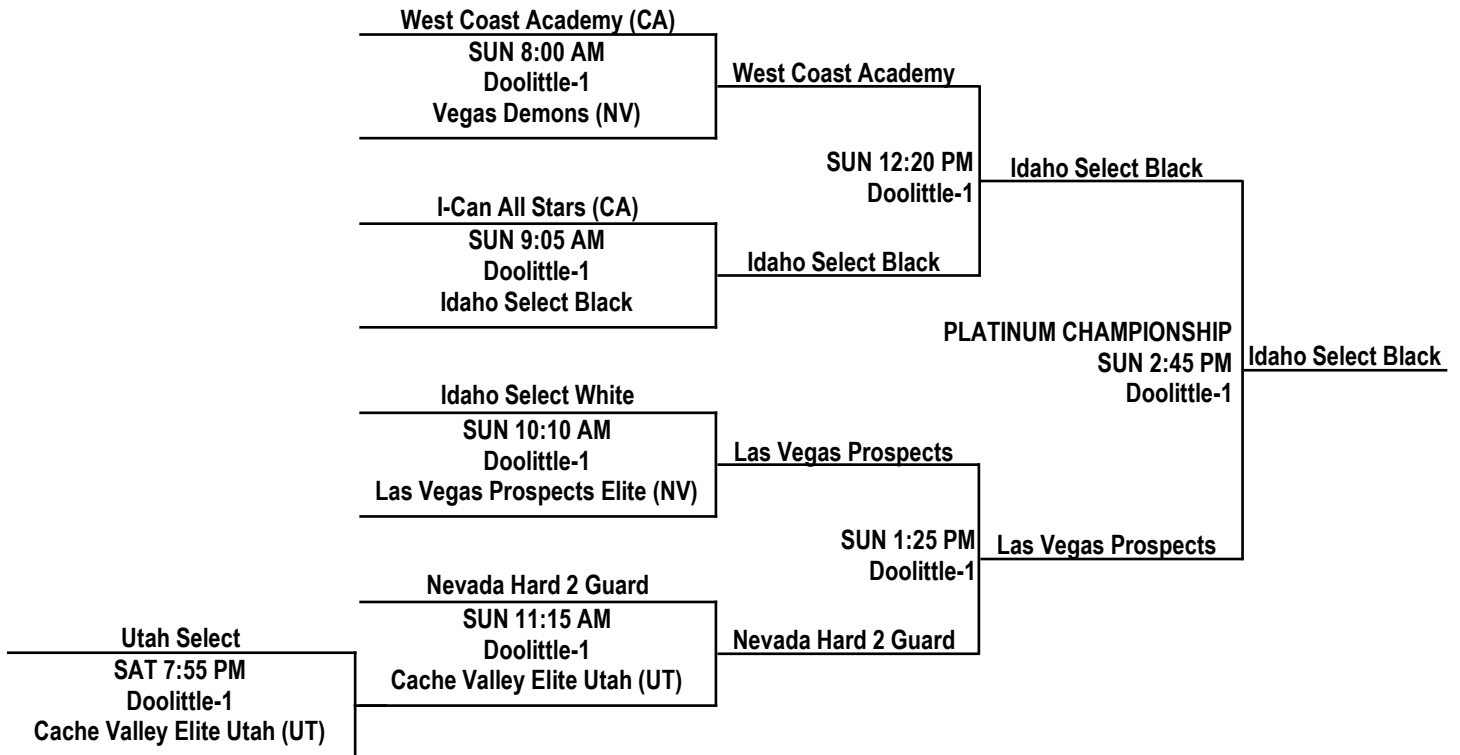 West Coast Academy (CA)
SUN 8:00 AM
Doolittle-1
Vegas Demons (NV)
West Coast Academy
SUN 12:20 PM
Doolittle-1
Idaho Select Black
I-Can All Stars (CA)
SUN 9:05 AM
Doolittle-1
Idaho Select Black
Idaho Select Black
PLATINUM CHAMPIONSHIP
SUN 2:45 PM
Doolittle-1
Idaho Select Black
Idaho Select White
SUN 10:10 AM
Doolittle-1
Las Vegas Prospects Elite (NV)
Las Vegas Prospects
SUN 1:25 PM
Doolittle-1
Las Vegas Prospects
Nevada Hard 2 Guard
SUN 11:15 AM
Doolittle-1
Cache Valley Elite Utah (UT)
Nevada Hard 2 Guard
Utah Select
SAT 7:55 PM
Doolittle-1
Cache Valley Elite Utah (UT)